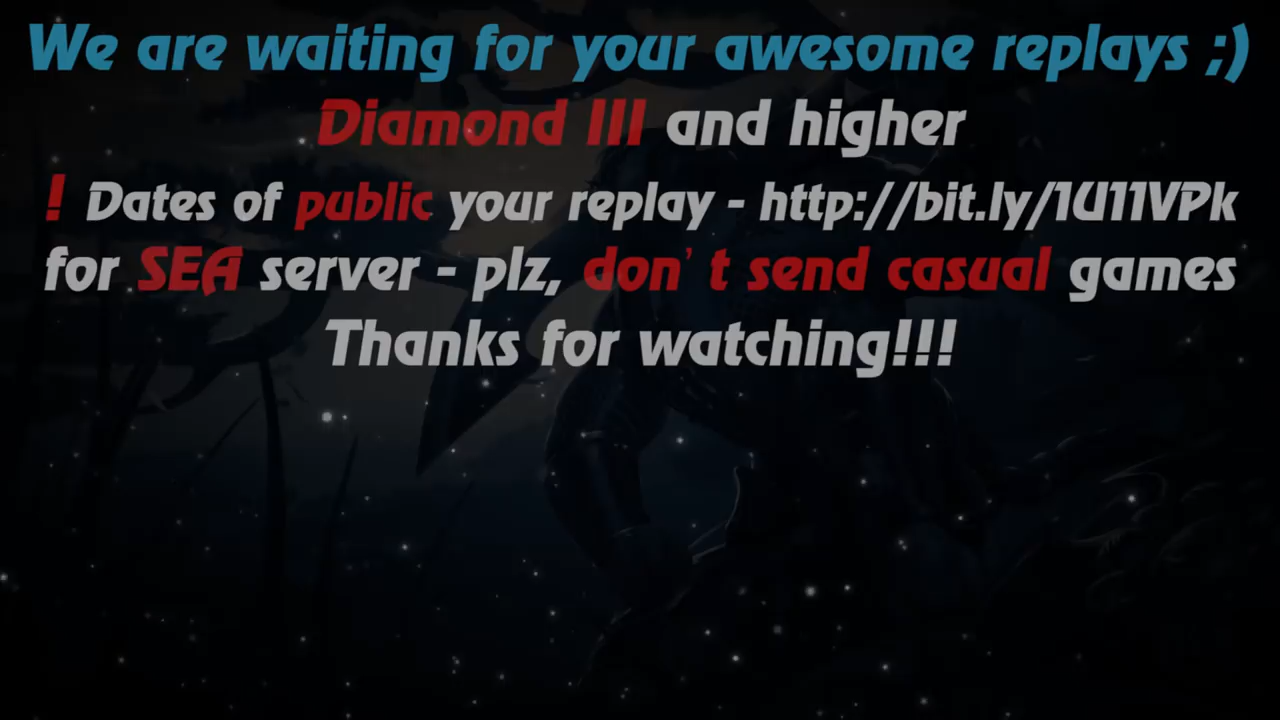 We are waiting for your awesome replays ;)
Diamond III and higher
! Dates of public your replay - http://bit.ly/1U11VPk
for SEA server - plz, don't send casual games
Thanks for watching!!!